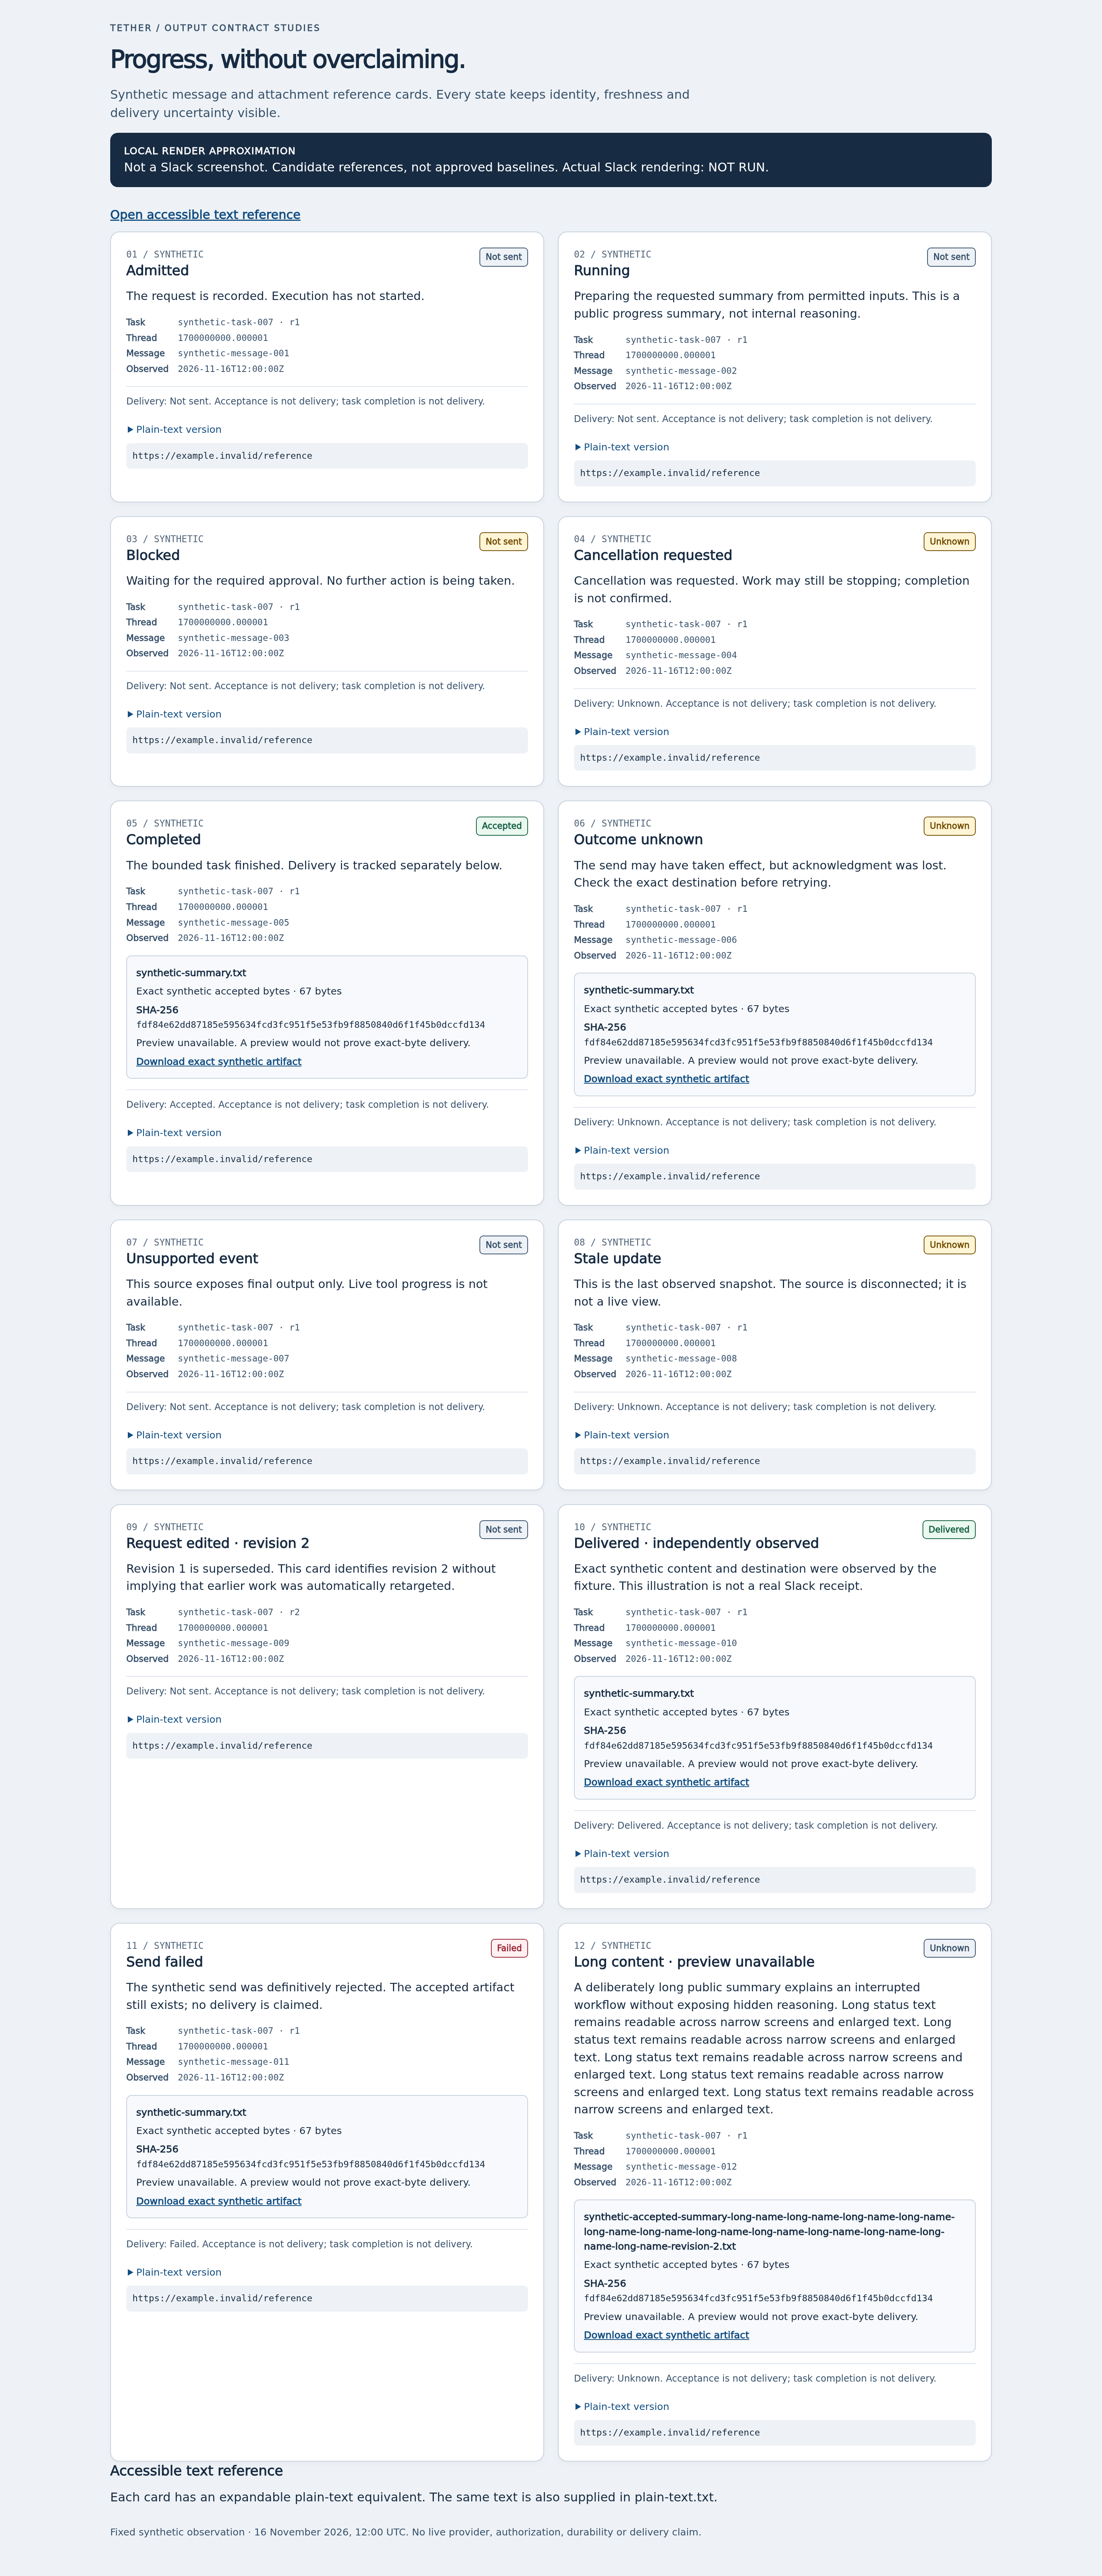 TETHER / OUTPUT CONTRACT STUDIES
Progress, without overclaiming.
Synthetic message and attachment reference cards. Every state keeps identity, freshness and
delivery uncertainty visible.
LOCAL RENDER APPROXIMATION
Not a Slack screenshot. Candidate references, not approved baselines. Actual Slack rendering: NOT RUN.
Open accessible text reference
01 / SYNTHETIC
Not sent
Admitted
The request is recorded. Execution has not started.
Task synthetic-task-007 · r1
Thread 1700000000.000001
Message synthetic-message-001
Observed 2026-11-16T12:00:00Z
Delivery: Not sent. Acceptance is not delivery; task completion is not delivery.
▶ Plain-text version
https://example.invalid/reference
02 / SYNTHETIC
Not sent
Running
Preparing the requested summary from permitted inputs. This is a
public progress summary, not internal reasoning.
Task synthetic-task-007 · r1
Thread 1700000000.000001
Message synthetic-message-002
Observed 2026-11-16T12:00:00Z
Delivery: Not sent. Acceptance is not delivery; task completion is not delivery.
▶ Plain-text version
https://example.invalid/reference
03 / SYNTHETIC
Not sent
Blocked
Waiting for the required approval. No further action is being taken.
Task synthetic-task-007 · r1
Thread 1700000000.000001
Message synthetic-message-003
Observed 2026-11-16T12:00:00Z
Delivery: Not sent. Acceptance is not delivery; task completion is not delivery.
▶ Plain-text version
https://example.invalid/reference
04 / SYNTHETIC
Unknown
Cancellation requested
Cancellation was requested. Work may still be stopping; completion
is not confirmed.
Task synthetic-task-007 · r1
Thread 1700000000.000001
Message synthetic-message-004
Observed 2026-11-16T12:00:00Z
Delivery: Unknown. Acceptance is not delivery; task completion is not delivery.
▶ Plain-text version
https://example.invalid/reference
05 / SYNTHETIC
Accepted
Completed
The bounded task finished. Delivery is tracked separately below.
Task synthetic-task-007 · r1
Thread 1700000000.000001
Message synthetic-message-005
Observed 2026-11-16T12:00:00Z
synthetic-summary.txt
Exact synthetic accepted bytes · 67 bytes
SHA-256
fdf84e62dd87185e595634fcd3fc951f5e53fb9f8850840d6f1f45b0dccfd134
Preview unavailable. A preview would not prove exact-byte delivery.
Download exact synthetic artifact
Delivery: Accepted. Acceptance is not delivery; task completion is not delivery.
▶ Plain-text version
https://example.invalid/reference
06 / SYNTHETIC
Unknown
Outcome unknown
The send may have taken effect, but acknowledgment was lost.
Check the exact destination before retrying.
Task synthetic-task-007 · r1
Thread 1700000000.000001
Message synthetic-message-006
Observed 2026-11-16T12:00:00Z
synthetic-summary.txt
Exact synthetic accepted bytes · 67 bytes
SHA-256
fdf84e62dd87185e595634fcd3fc951f5e53fb9f8850840d6f1f45b0dccfd134
Preview unavailable. A preview would not prove exact-byte delivery.
Download exact synthetic artifact
Delivery: Unknown. Acceptance is not delivery; task completion is not delivery.
▶ Plain-text version
https://example.invalid/reference
07 / SYNTHETIC
Not sent
Unsupported event
This source exposes final output only. Live tool progress is not
available.
Task synthetic-task-007 · r1
Thread 1700000000.000001
Message synthetic-message-007
Observed 2026-11-16T12:00:00Z
Delivery: Not sent. Acceptance is not delivery; task completion is not delivery.
▶ Plain-text version
https://example.invalid/reference
08 / SYNTHETIC
Unknown
Stale update
This is the last observed snapshot. The source is disconnected; it is
not a live view.
Task synthetic-task-007 · r1
Thread 1700000000.000001
Message synthetic-message-008
Observed 2026-11-16T12:00:00Z
Delivery: Unknown. Acceptance is not delivery; task completion is not delivery.
▶ Plain-text version
https://example.invalid/reference
09 / SYNTHETIC
Not sent
Request edited · revision 2
Revision 1 is superseded. This card identifies revision 2 without
implying that earlier work was automatically retargeted.
Task synthetic-task-007 · r2
Thread 1700000000.000001
Message synthetic-message-009
Observed 2026-11-16T12:00:00Z
Delivery: Not sent. Acceptance is not delivery; task completion is not delivery.
▶ Plain-text version
https://example.invalid/reference
10 / SYNTHETIC
Delivered
Delivered · independently observed
Exact synthetic content and destination were observed by the
fixture. This illustration is not a real Slack receipt.
Task synthetic-task-007 · r1
Thread 1700000000.000001
Message synthetic-message-010
Observed 2026-11-16T12:00:00Z
synthetic-summary.txt
Exact synthetic accepted bytes · 67 bytes
SHA-256
fdf84e62dd87185e595634fcd3fc951f5e53fb9f8850840d6f1f45b0dccfd134
Preview unavailable. A preview would not prove exact-byte delivery.
Download exact synthetic artifact
Delivery: Delivered. Acceptance is not delivery; task completion is not delivery.
▶ Plain-text version
https://example.invalid/reference
11 / SYNTHETIC
Failed
Send failed
The synthetic send was definitively rejected. The accepted artifact
still exists; no delivery is claimed.
Task synthetic-task-007 · r1
Thread 1700000000.000001
Message synthetic-message-011
Observed 2026-11-16T12:00:00Z
synthetic-summary.txt
Exact synthetic accepted bytes · 67 bytes
SHA-256
fdf84e62dd87185e595634fcd3fc951f5e53fb9f8850840d6f1f45b0dccfd134
Preview unavailable. A preview would not prove exact-byte delivery.
Download exact synthetic artifact
Delivery: Failed. Acceptance is not delivery; task completion is not delivery.
▶ Plain-text version
https://example.invalid/reference
12 / SYNTHETIC
Unknown
Long content · preview unavailable
A deliberately long public summary explains an interrupted
workflow without exposing hidden reasoning. Long status text
remains readable across narrow screens and enlarged text. Long
status text remains readable across narrow screens and enlarged
text. Long status text remains readable across narrow screens and
enlarged text. Long status text remains readable across narrow
screens and enlarged text. Long status text remains readable across
narrow screens and enlarged text.
Task synthetic-task-007 · r1
Thread 1700000000.000001
Message synthetic-message-012
Observed 2026-11-16T12:00:00Z
synthetic-accepted-summary-long-name-long-name-long-name-long-name-
long-name-long-name-long-name-long-name-long-name-long-name-long-
name-long-name-revision-2.txt
Exact synthetic accepted bytes · 67 bytes
SHA-256
fdf84e62dd87185e595634fcd3fc951f5e53fb9f8850840d6f1f45b0dccfd134
Preview unavailable. A preview would not prove exact-byte delivery.
Download exact synthetic artifact
Delivery: Unknown. Acceptance is not delivery; task completion is not delivery.
▶ Plain-text version
https://example.invalid/reference
Accessible text reference
Each card has an expandable plain-text equivalent. The same text is also supplied in plain-text.txt.
Fixed synthetic observation · 16 November 2026, 12:00 UTC. No live provider, authorization, durability or delivery claim.